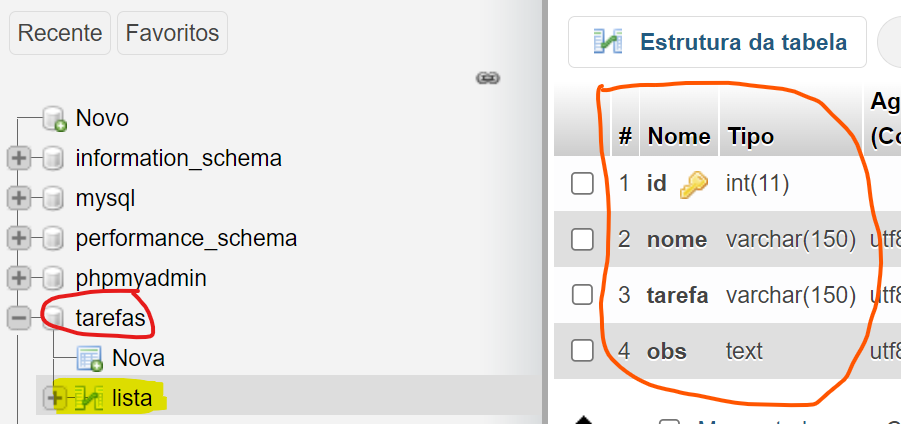 Recente Favoritos
Novo
information_schema
mysql
performance_schema
phpmyadmin
tarefas
Nova
lista
Estrutura da tabela
# Nome Tipo Ag
(Co
1 id int(11)
2 nome varchar(150) utf8
3 tarefa varchar(150) utf8
4 obs text utf8